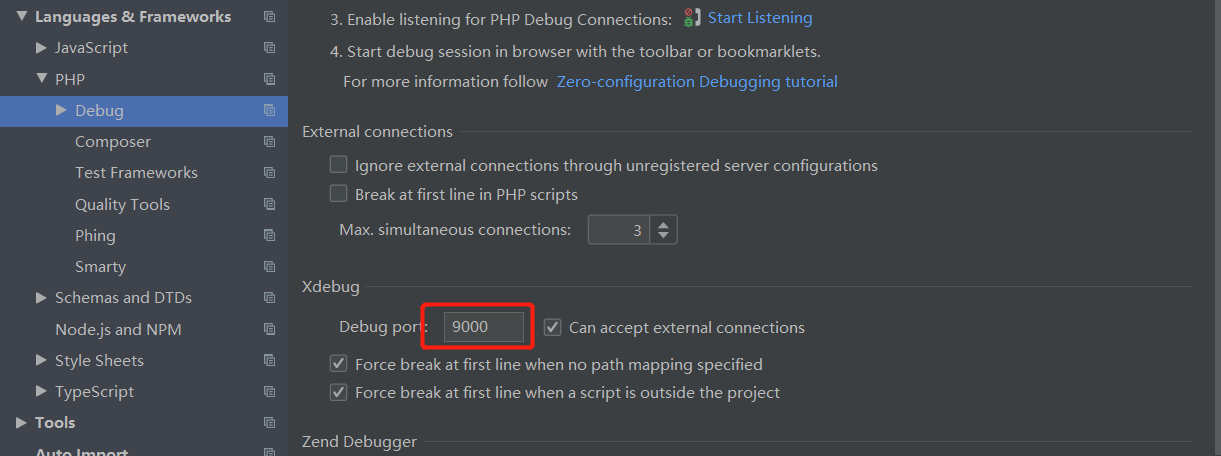 Languages & Frameworks
JavaScript
PHP
Debug
Composer
Test Frameworks
Quality Tools
Phing
Smarty
Schemas and DTDs
Node.js and NPM
Style Sheets
TypeScript
Tools
Auto Import
3. Enable listening for PHP Debug Connections: Start Listening
4. Start debug session in browser with the toolbar or bookmarklets.
For more information follow Zero-configuration Debugging tutorial
External connections
Ignore external connections through unregistered server configurations
Break at first line in PHP scripts
Max. simultaneous connections: 3
Xdebug
Debug port: 9000 Can accept external connections
Force break at first line when no path mapping specified
Force break at first line when a script is outside the project
Zend Debugger